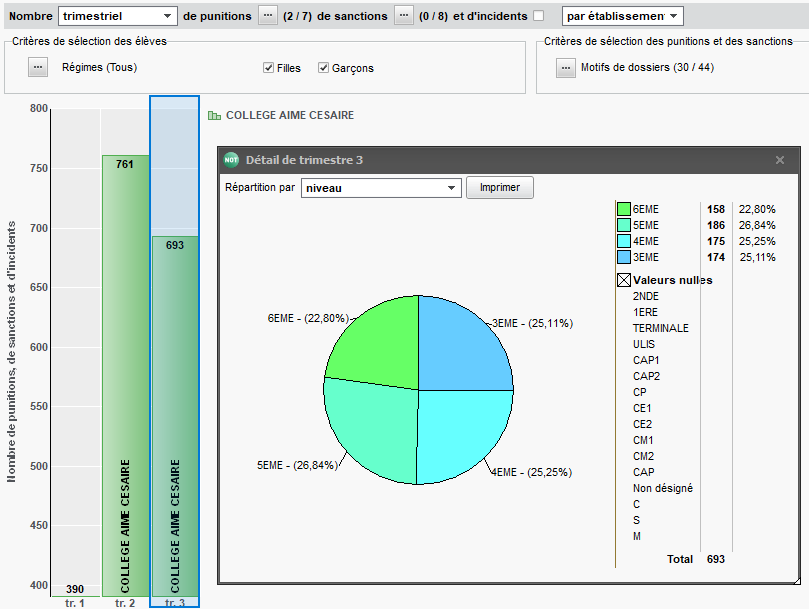 Nombre trimestriel de punitions ... (2 / 7) de sanctions ... (0 / 8) et d'incidents par établissement
Critères de sélection des élèves
... Régimes (Tous) Filles Garçons
Critères de sélection des punitions et des sanctions
... Motifs de dossiers (30 / 44)
Nombre de punitions, de sanctions et d'incidents
800
750
700
650
600
550
500
450
400
390
761
693
COLLEGE AIME CESAIRE
COLLEGE AIME CESAIRE
tr. 1 tr. 2 tr. 3
COLLEGE AIME CESAIRE
NOT Détail de trimestre 3
Répartition par niveau Imprimer
6EME - (22,80%)
3EME - (25,11%)
5EME - (26,84%)
4EME - (25,25%)
6EME 158 22,80%
5EME 186 26,84%
4EME 175 25,25%
3EME 174 25,11%
Valeurs nulles
2NDE
1ERE
TERMINALE
ULIS
CAP1
CAP2
CP
CE1
CE2
CM1
CM2
CAP
Non désigné
C
S
M
Total 693